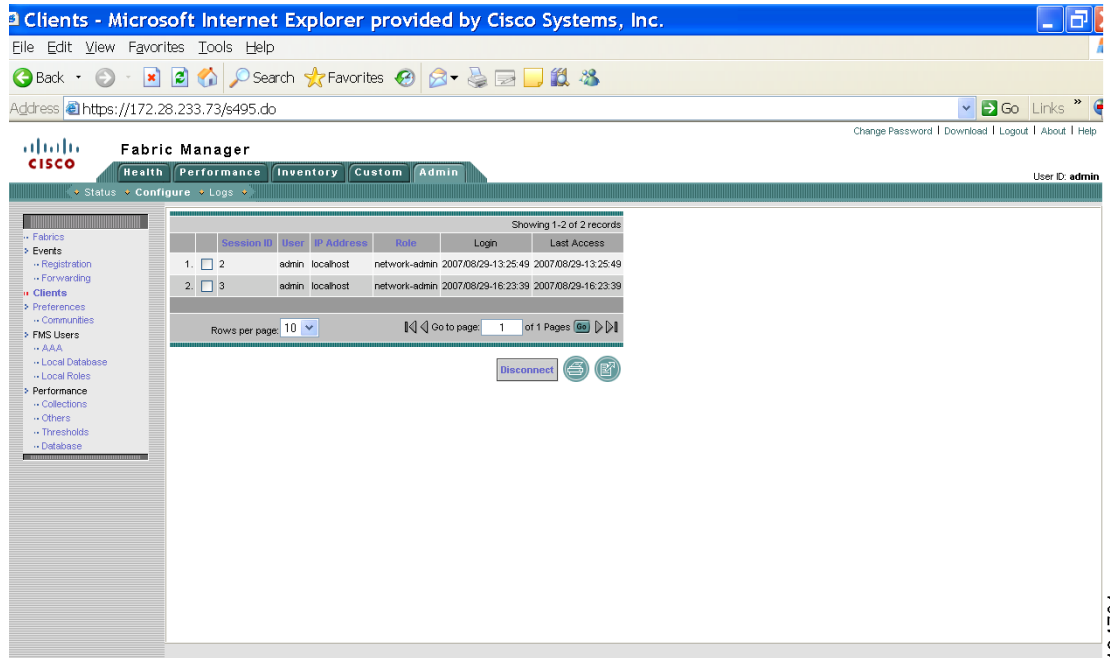 Clients - Microsoft Internet Explorer provided by Cisco Systems, Inc.
File Edit View Favorites Tools Help
Back Search Favorites
Address https://172.28.233.73/s495.do Go Links »
Change Password | Download | Logout | About | Help
CISCO Fabric Manager
Health Performance Inventory Custom Admin
User ID: admin
Status Configure Logs
Showing 1-2 of 2 records
Session ID User IP Address Role Login Last Access
1. 2 admin localhost network-admin 2007/08/29-13:25:49 2007/08/29-13:25:49
2. 3 admin localhost network-admin 2007/08/29-16:23:39 2007/08/29-16:23:39
Rows per page: 10 Go to page: 1 of 1 Pages Go
Disconnect
Fabrics
Events
Registration
Forwarding
Clients
Preferences
Communities
FMS Users
AAA
Local Database
Local Roles
Performance
Collections
Others
Thresholds
Database